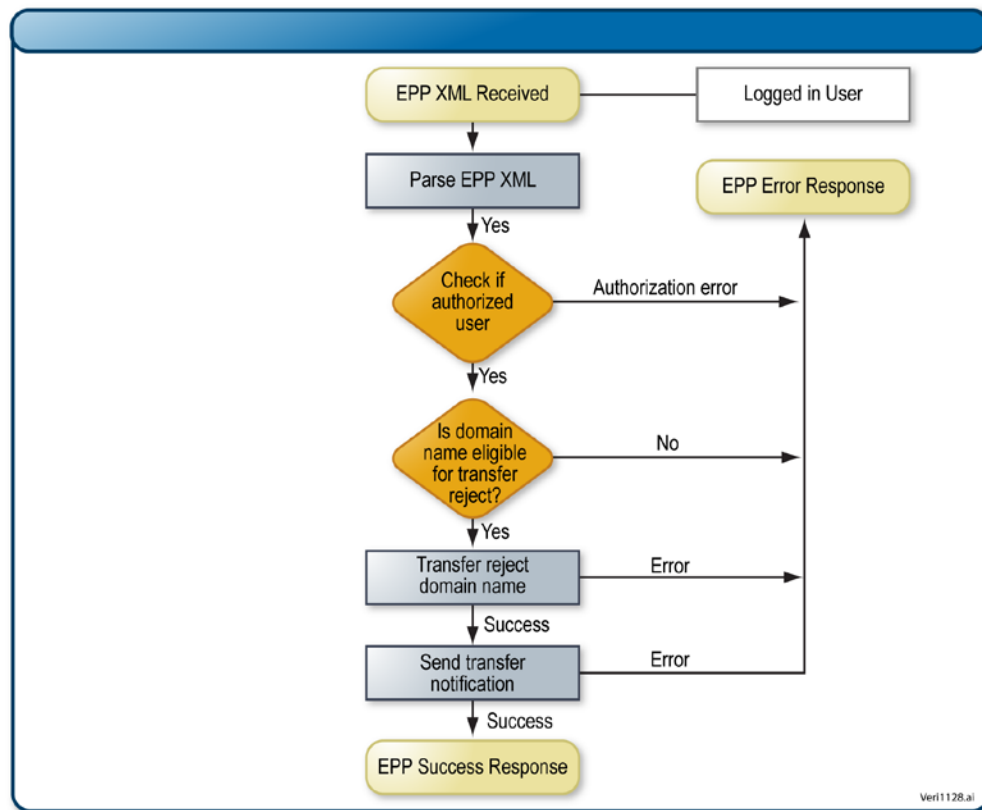 EPP XML Received
Logged in User
Parse EPP XML
EPP Error Response
Yes
Check if
authorized
user
Authorization error
Yes
Is domain
name eligible
for transfer
reject?
No
Yes
Transfer reject
domain name
Error
Success
Send transfer
notification
Error
Success
EPP Success Response
Veri1128.ai